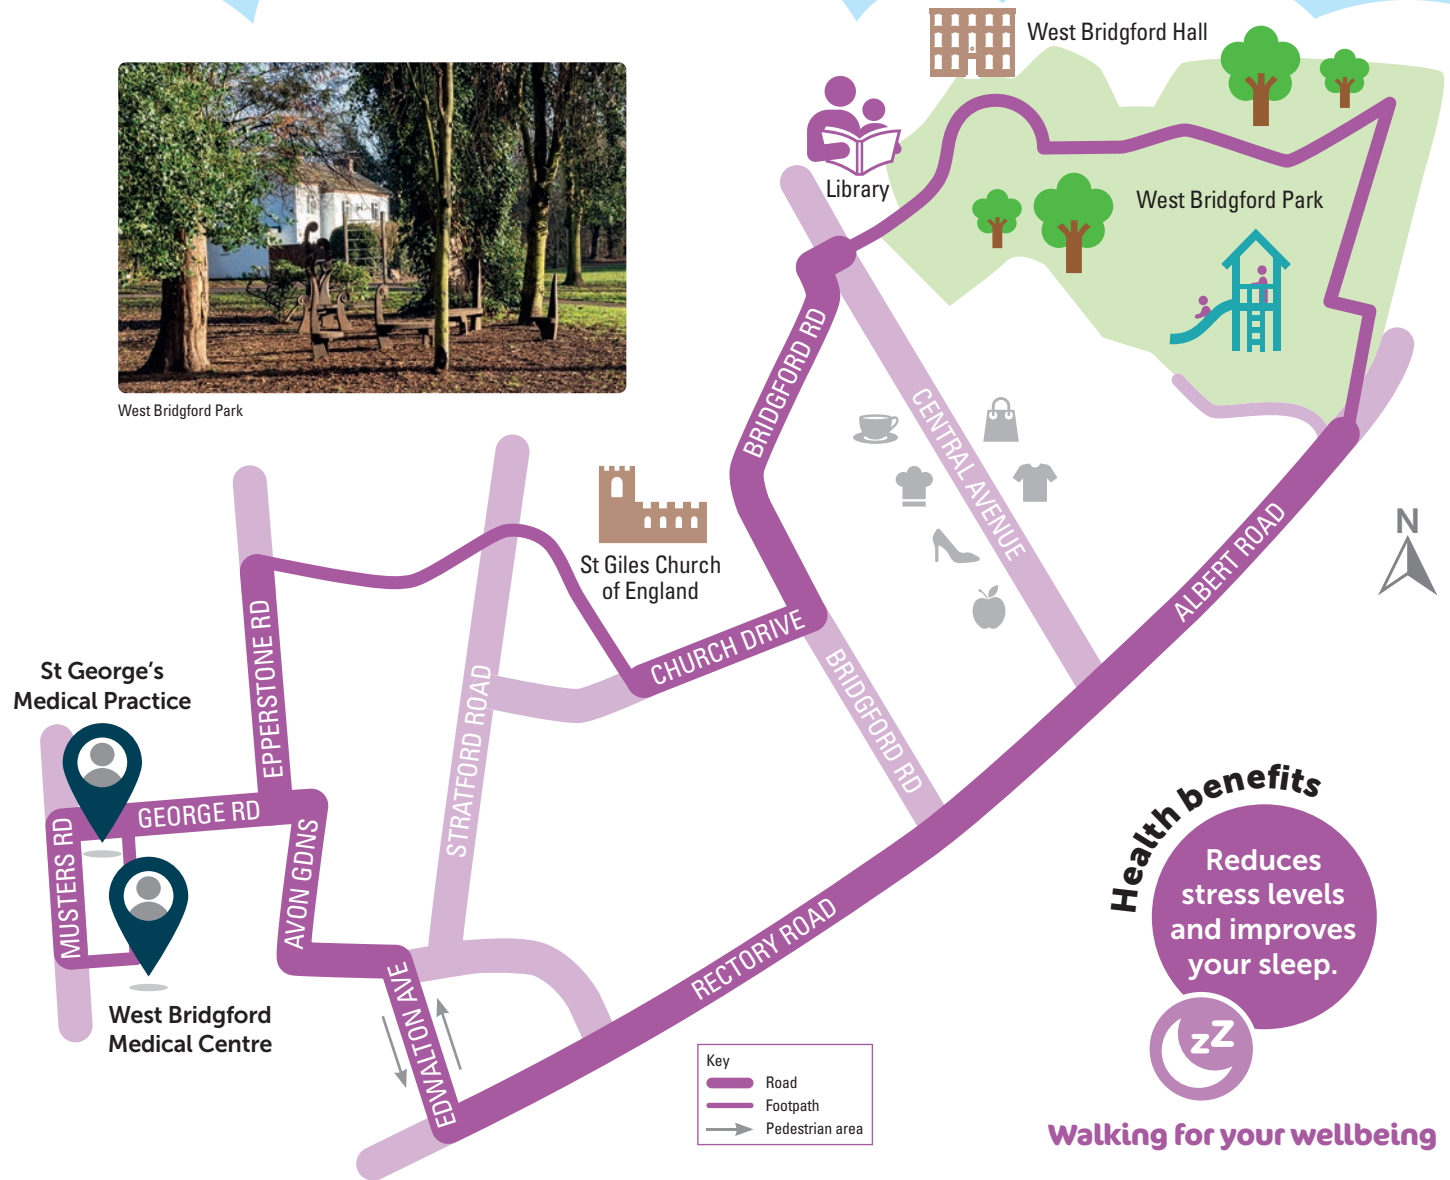 West Bridgford Hall
Library
West Bridgford Park
West Bridgford Park
BRIDGFORD RD
CENTRAL AVENUE
St Giles Church
of England
N
ALBERT ROAD
CHURCH DRIVE
EPPERSTONE RD
STRATFORD ROAD
BRIDGFORD RD
St George's
Medical Practice
GEORGE RD
MUSTERS RD
AVON GDNS
West Bridgford
Medical Centre
EDWALTON AVE
RECTORY ROAD
Health benefits
Reduces
stress levels
and improves
your sleep.
zZ
Key
Road
Footpath
Pedestrian area
Walking for your wellbeing